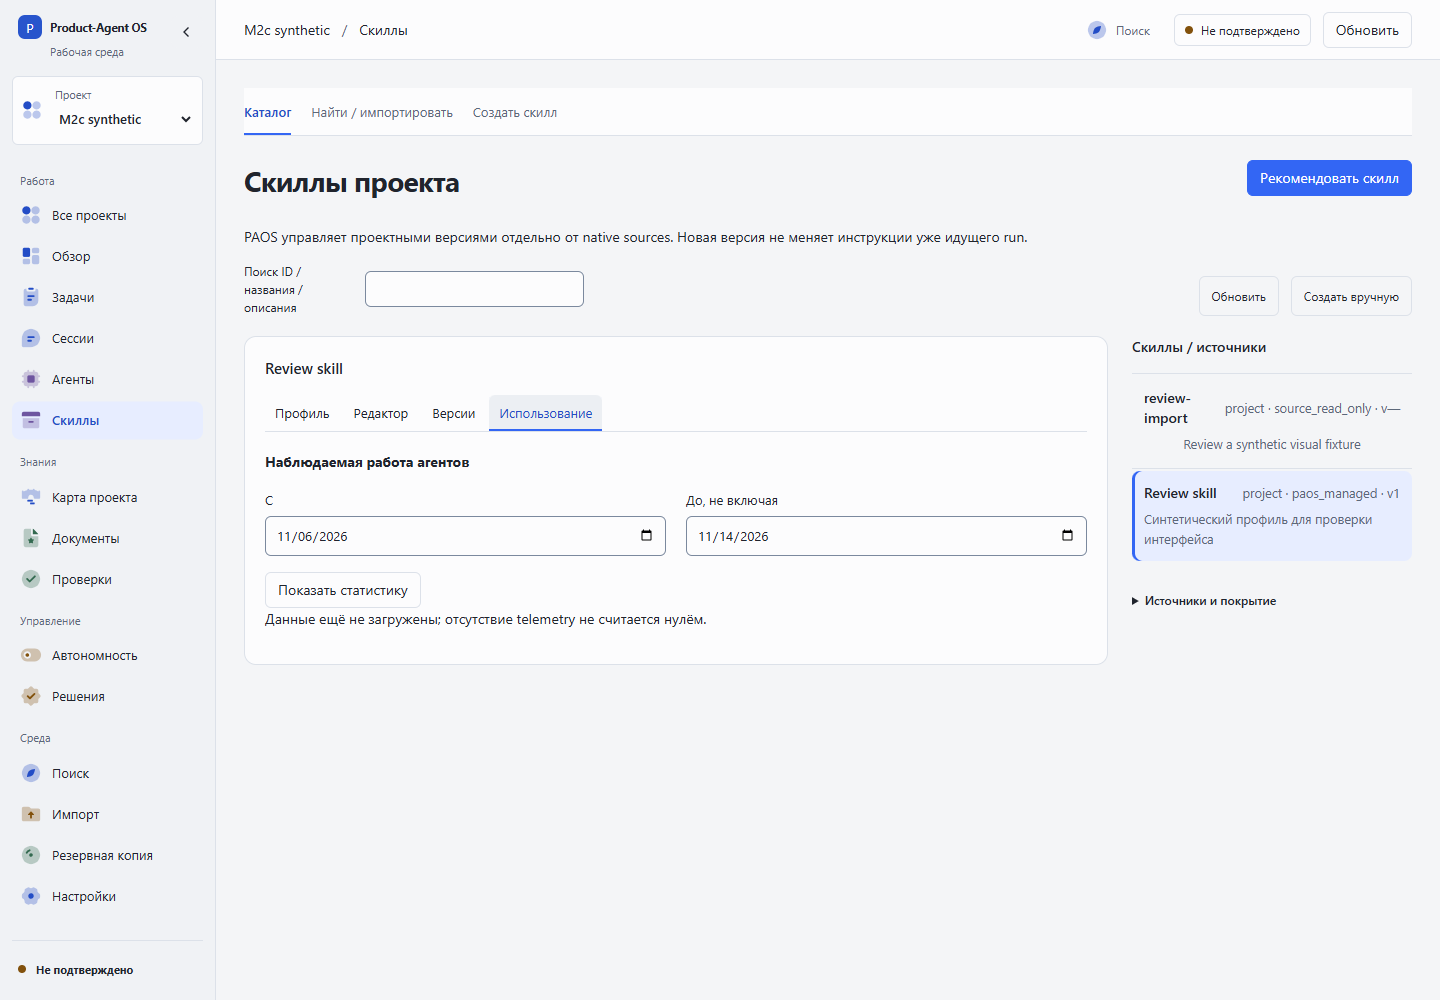 P
Product-Agent OS
Рабочая среда
Проект
M2c synthetic
Работа
Все проекты
Обзор
Задачи
Сессии
Агенты
Скиллы
Знания
Карта проекта
Документы
Проверки
Управление
Автономность
Решения
Среда
Поиск
Импорт
Резервная копия
Настройки
Не подтверждено
M2c synthetic / Скиллы
Поиск
Не подтверждено
Обновить
Каталог Найти / импортировать Создать скилл
Скиллы проекта
Рекомендовать скилл
PAOS управляет проектными версиями отдельно от native sources. Новая версия не меняет инструкции уже идущего run.
Поиск ID /
названия /
описания
Обновить
Создать вручную
Review skill
Профиль Редактор Версии Использование
Наблюдаемая работа агентов
С
11/06/2026
До, не включая
11/14/2026
Показать статистику
Данные ещё не загружены; отсутствие telemetry не считается нулём.
Скиллы / источники
review-
import
project · source_read_only · v—
Review a synthetic visual fixture
Review skill
project · paos_managed · v1
Синтетический профиль для проверки
интерфейса
Источники и покрытие